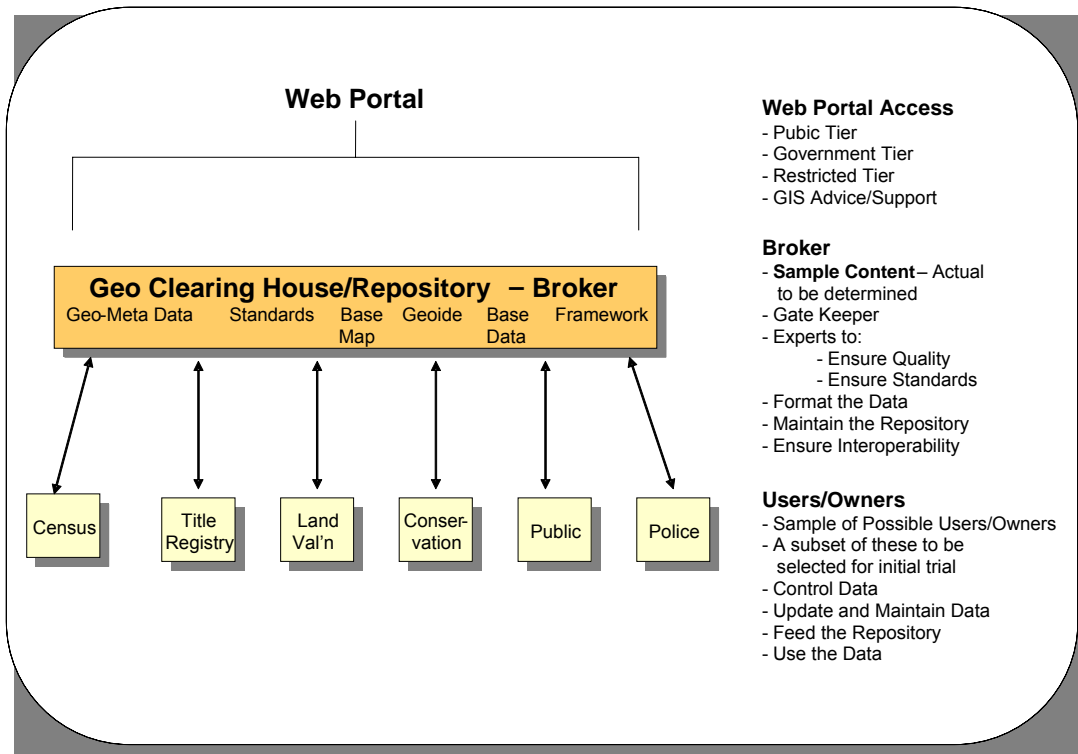 Web Portal
Geo Clearing House/Repository – Broker
Geo-Meta Data Standards Base Map Geoide Base Data Framework
Census
Title
Registry
Land
Val'n
Conser-
vation
Public
Police
Web Portal Access
- Pubic Tier
- Government Tier
- Restricted Tier
- GIS Advice/Support
Broker
- Sample Content – Actual
to be determined
- Gate Keeper
- Experts to:
- Ensure Quality
- Ensure Standards
- Format the Data
- Maintain the Repository
- Ensure Interoperability
Users/Owners
- Sample of Possible Users/Owners
- A subset of these to be
selected for initial trial
- Control Data
- Update and Maintain Data
- Feed the Repository
- Use the Data